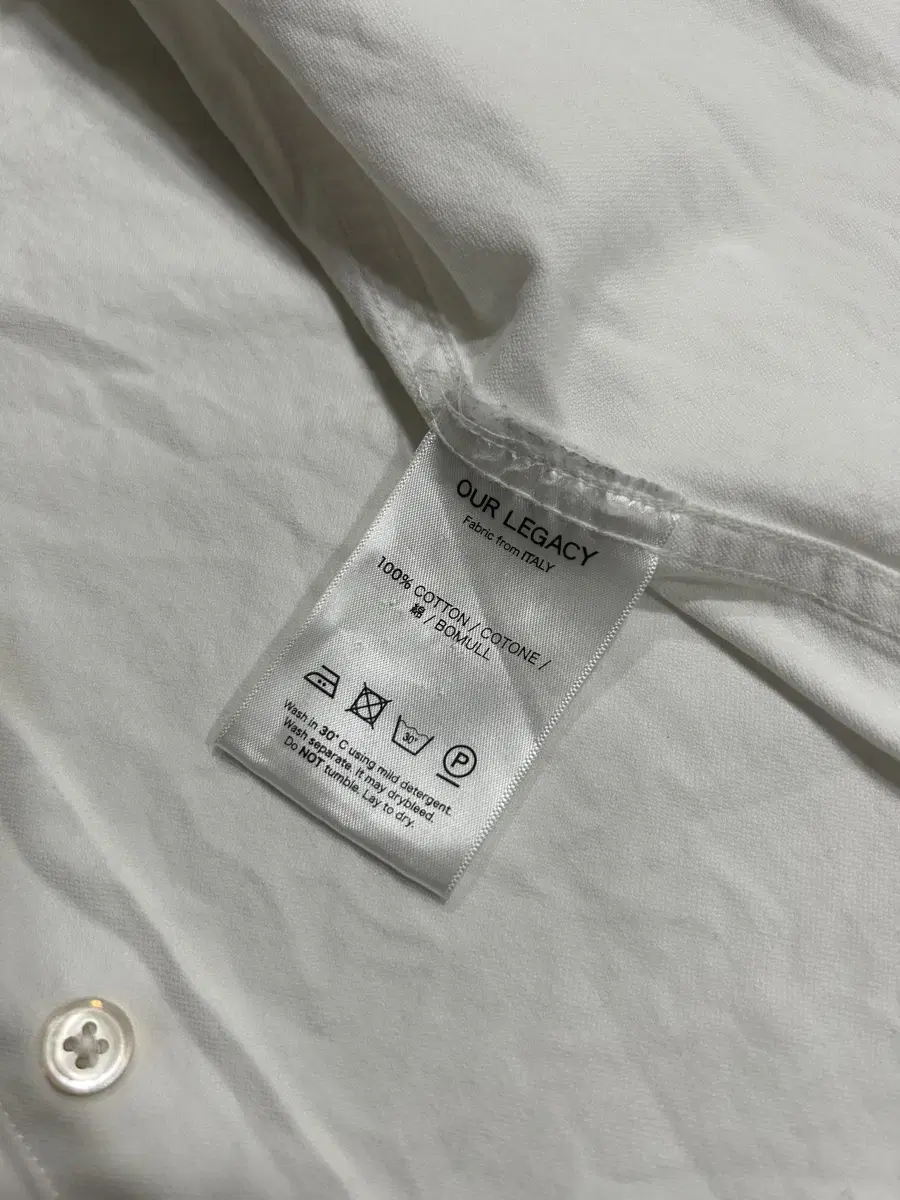 OUR LEGACY
Fabric from ITALY
100% COTTON / COTONE /
綿 / BOMULL
30°
P
Wash in 30° C using mild detergent.
Wash separate. It may drybleed.
Do NOT tumble. Lay to dry.